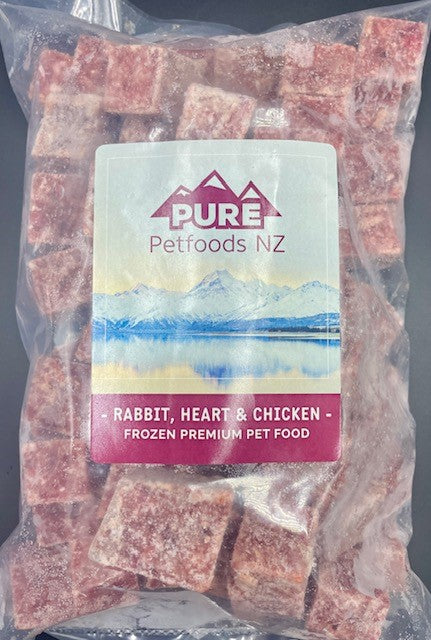 PURE
Petfoods NZ
- RABBIT, HEART & CHICKEN -
FROZEN PREMIUM PET FOOD